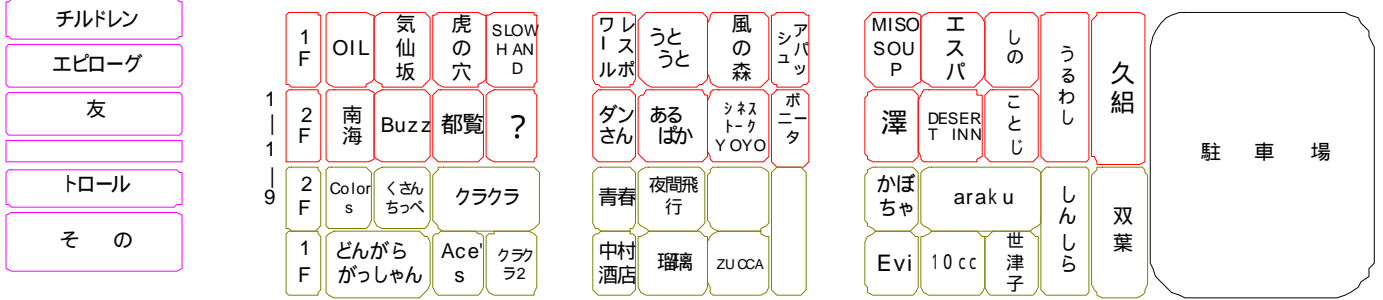 チルドレン
エピローグ
友
トロール
そ の
1|1|9
1F
OIL
気仙坂
虎の穴
SLOW HAND
2F
南海
Buzz
都覧
?
2F
Colors
くさんちっぺ
クラクラ
1F
どんがらがっしゃん
Ace's
クラクラ2
レスポワール
うとうと
風の森
アパッシュ
ダンさん
あるぱか
シネストーク YOYO
ボニータ
青春
夜間飛行
中村酒店
瑠璃
ZUCCA
MISO SOUP
エスパ
しの
うるわし
久絽
澤
DESERT INN
ことじ
かぼちゃ
araku
しんしら
双葉
Evi
10cc
世津子
駐 車 場